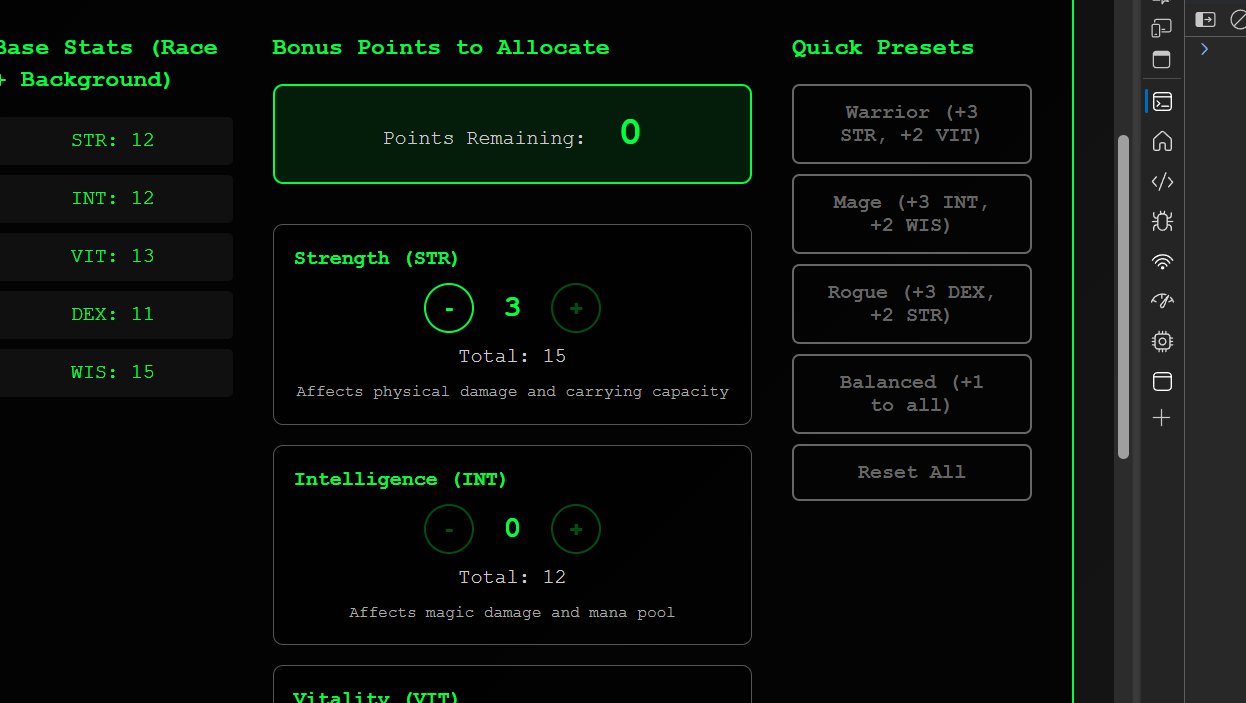 Base Stats (Race
+ Background)
STR: 12
INT: 12
VIT: 13
DEX: 11
WIS: 15
Bonus Points to Allocate
Points Remaining: 0
Strength (STR)
- 3 +
Total: 15
Affects physical damage and carrying capacity
Intelligence (INT)
- 0 +
Total: 12
Affects magic damage and mana pool
Vitality (VIT)
Quick Presets
Warrior (+3
STR, +2 VIT)
Mage (+3 INT,
+2 WIS)
Rogue (+3 DEX,
+2 STR)
Balanced (+1
to all)
Reset All